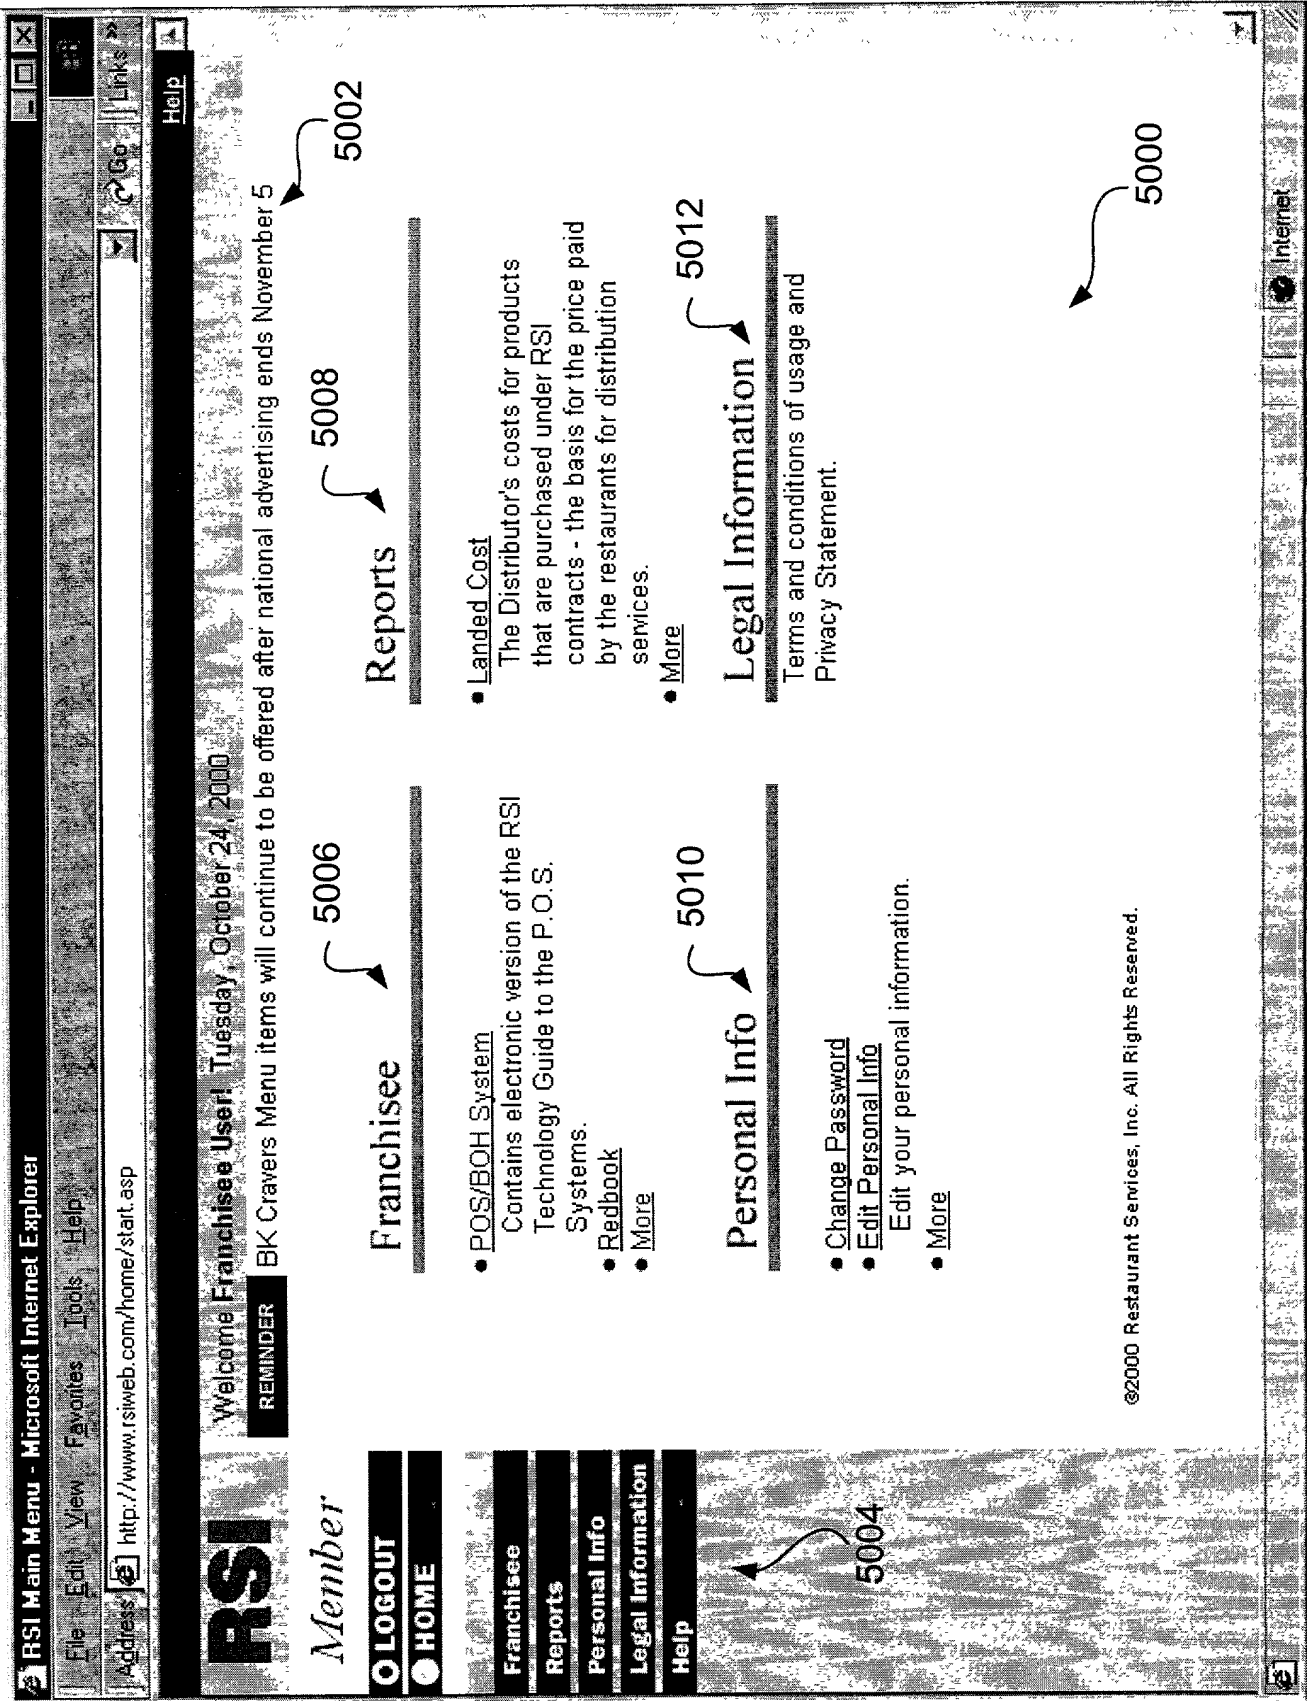 RSI Main Menu - Microsoft Internet Explorer
File Edit View Favorites Tools Help
Address http://www.rsiweb.com/home/start.asp Go Links »
Help
RSI
Welcome Franchisee User! Tuesday, October 24, 2000
REMINDER BK Cravers Menu items will continue to be offered after national advertising ends November 5
5002
Member
LOGOUT
HOME
Franchisee
Reports
Personal Info
Legal Information
Help
5004
5006
Franchisee
• POS/BOH System
Contains electronic version of the RSI
Technology Guide to the P.O.S.
Systems.
• Redbook
• More
5008
Reports
• Landed Cost
The Distributor's costs for products
that are purchased under RSI
contracts - the basis for the price paid
by the restaurants for distribution
services.
• More
5010
Personal Info
• Change Password
• Edit Personal Info
Edit your personal information.
• More
5012
Legal Information
Terms and conditions of usage and
Privacy Statement.
5000
©2000 Restaurant Services, Inc. All Rights Reserved.
Internet